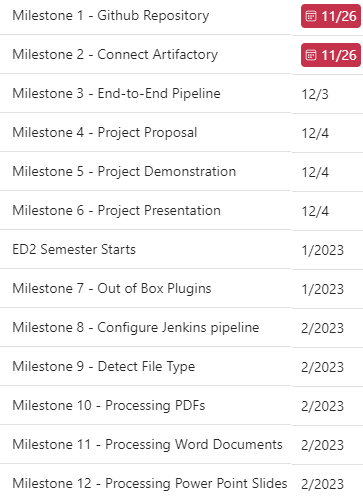 Milestone 1 - Github Repository 11/26
Milestone 2 - Connect Artifactory 11/26
Milestone 3 - End-to-End Pipeline 12/3
Milestone 4 - Project Proposal 12/4
Milestone 5 - Project Demonstration 12/4
Milestone 6 - Project Presentation 12/4
ED2 Semester Starts 1/2023
Milestone 7 - Out of Box Plugins 1/2023
Milestone 8 - Configure Jenkins pipeline 2/2023
Milestone 9 - Detect File Type 2/2023
Milestone 10 - Processing PDFs 2/2023
Milestone 11 - Processing Word Documents 2/2023
Milestone 12 - Processing Power Point Slides 2/2023